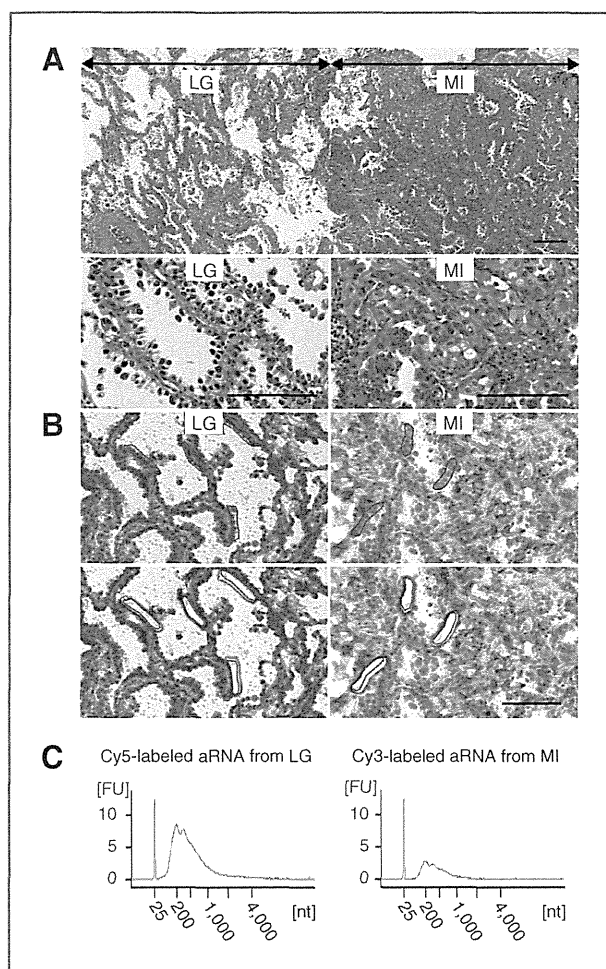 A
LG MI
LG MI
B
LG MI
C
Cy5-labeled aRNA from LG Cy3-labeled aRNA from MI
[FU] [FU]
10 10
5 5
0 0
25 200 1,000 4,000 [nt] 25 200 1,000 4,000 [nt]